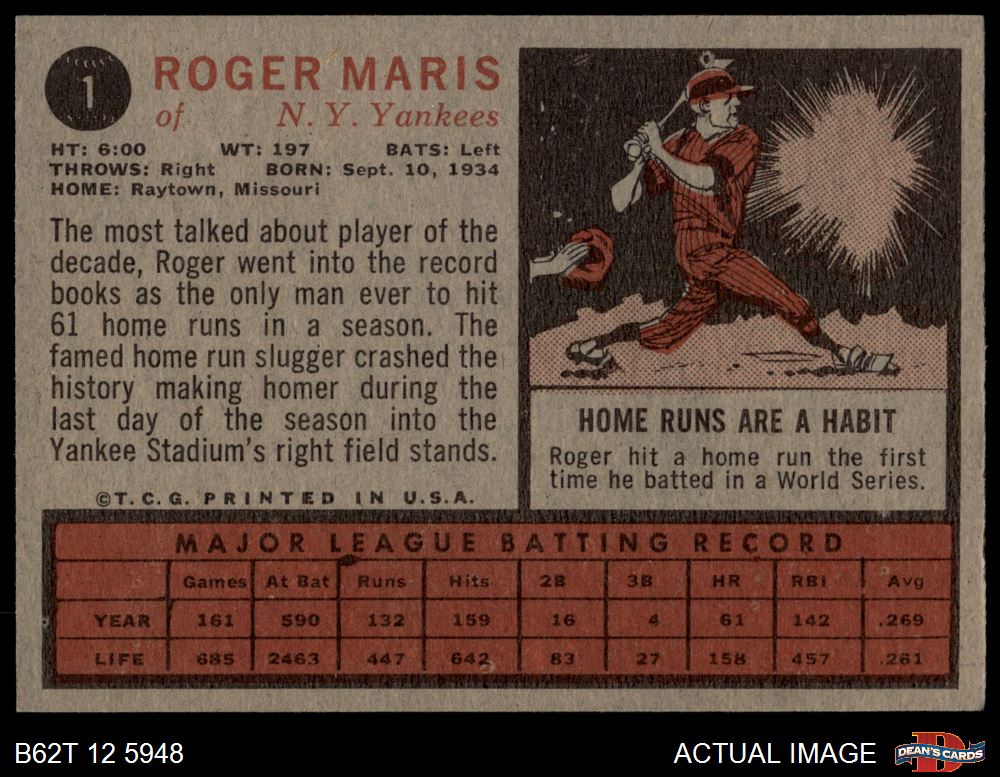 1
ROGER MARIS
of N. Y. Yankees
HT: 6:00 WT: 197 BATS: Left
THROWS: Right BORN: Sept. 10, 1934
HOME: Raytown, Missouri
The most talked about player of the
decade, Roger went into the record
books as the only man ever to hit
61 home runs in a season. The
famed home run slugger crashed the
history making homer during the
last day of the season into the
Yankee Stadium's right field stands.
©T.C.G. PRINTED IN U.S.A.
HOME RUNS ARE A HABIT
Roger hit a home run the first
time he batted in a World Series.
MAJOR LEAGUE BATTING RECORD
Games At Bat Runs Hits 2B 3B HR RBI Avg
YEAR 161 590 132 159 16 4 61 142 .269
LIFE 685 2463 447 642 83 27 158 457 .261
B62T 12 5948
ACTUAL IMAGE
DEAN'S CARDS